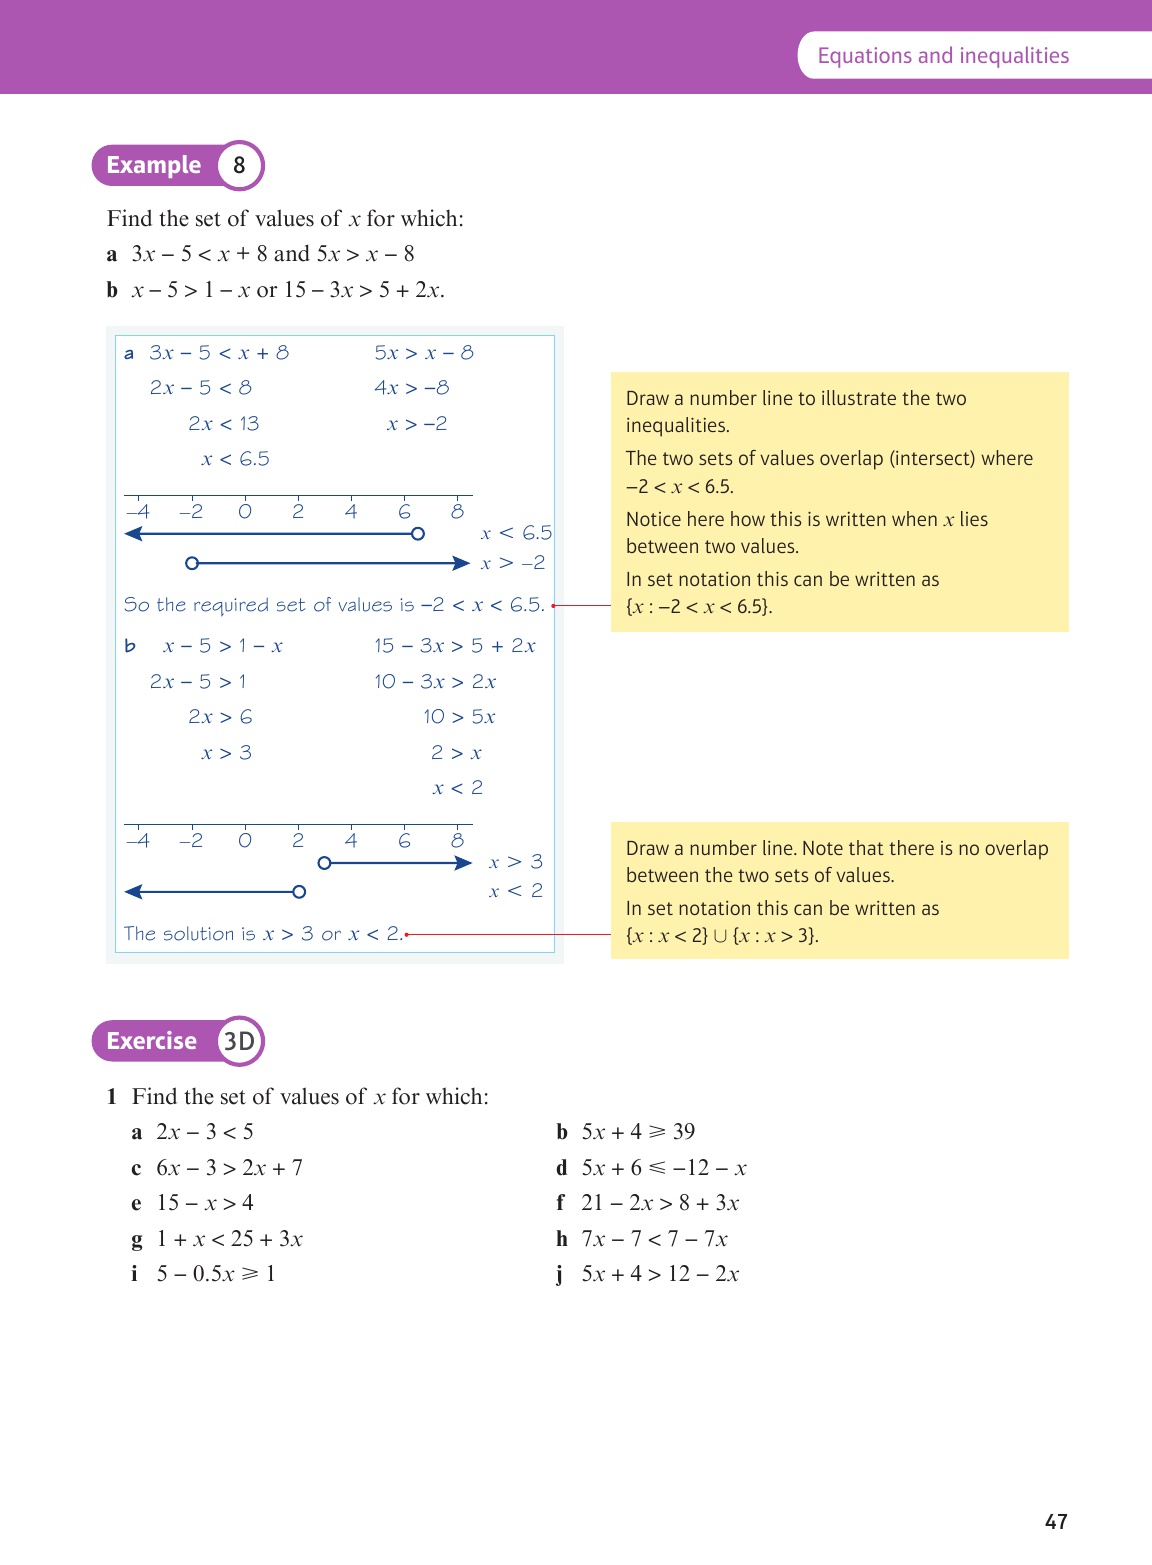 Equations and inequalities
Example 8
Find the set of values of x for which:
a 3x – 5 < x + 8 and 5x > x – 8
b x – 5 > 1 – x or 15 – 3x > 5 + 2x.
a 3x – 5 < x + 8 5x > x – 8
2x – 5 < 8 4x > –8
2x < 13 x > –2
x < 6.5
–4 –2 0 2 4 6 8
x < 6.5
x > –2
So the required set of values is –2 < x < 6.5.
Draw a number line to illustrate the two
inequalities.
The two sets of values overlap (intersect) where
–2 < x < 6.5.
Notice here how this is written when x lies
between two values.
In set notation this can be written as
{x : –2 < x < 6.5}.
b x – 5 > 1 – x 15 – 3x > 5 + 2x
2x – 5 > 1 10 – 3x > 2x
2x > 6 10 > 5x
x > 3 2 > x
x < 2
–4 –2 0 2 4 6 8
x > 3
x < 2
The solution is x > 3 or x < 2.
Draw a number line. Note that there is no overlap
between the two sets of values.
In set notation this can be written as
{x : x < 2} ∪ {x : x > 3}.
Exercise 3D
1 Find the set of values of x for which:
a 2x – 3 < 5 b 5x + 4 ⩾ 39
c 6x – 3 > 2x + 7 d 5x + 6 ⩽ –12 – x
e 15 – x > 4 f 21 – 2x > 8 + 3x
g 1 + x < 25 + 3x h 7x – 7 < 7 – 7x
i 5 – 0.5x ⩾ 1 j 5x + 4 > 12 – 2x
47